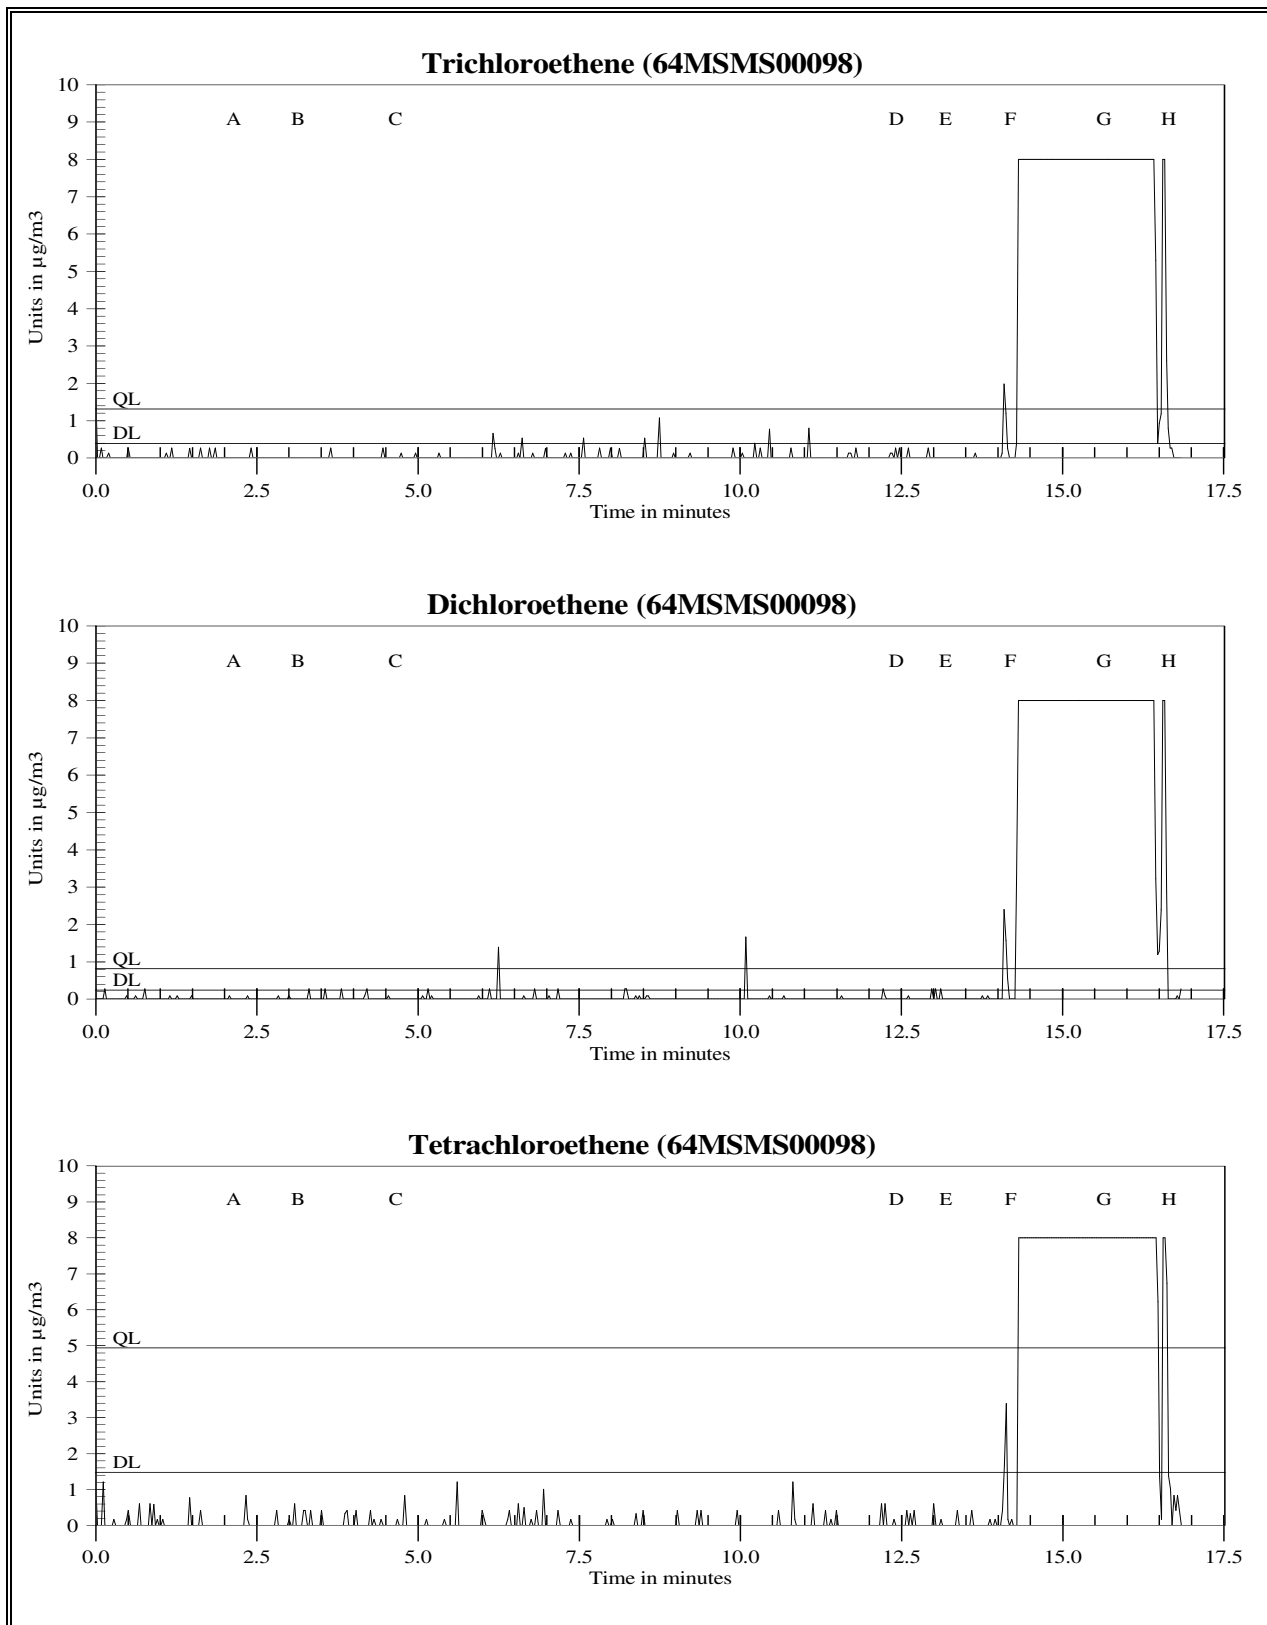 Trichloroethene (64MSMS00098)
10
A B C D E F G H
9
8
7
6
5
4
3
2
QL
1
DL
0
Units in µg/m3
0.0 2.5 5.0 7.5 10.0 12.5 15.0 17.5
Time in minutes
Dichloroethene (64MSMS00098)
10
A B C D E F G H
9
8
7
6
5
4
3
2
QL
1
DL
0
Units in µg/m3
0.0 2.5 5.0 7.5 10.0 12.5 15.0 17.5
Time in minutes
Tetrachloroethene (64MSMS00098)
10
A B C D E F G H
9
8
7
6
QL
5
4
3
2
DL
1
0
Units in µg/m3
0.0 2.5 5.0 7.5 10.0 12.5 15.0 17.5
Time in minutes